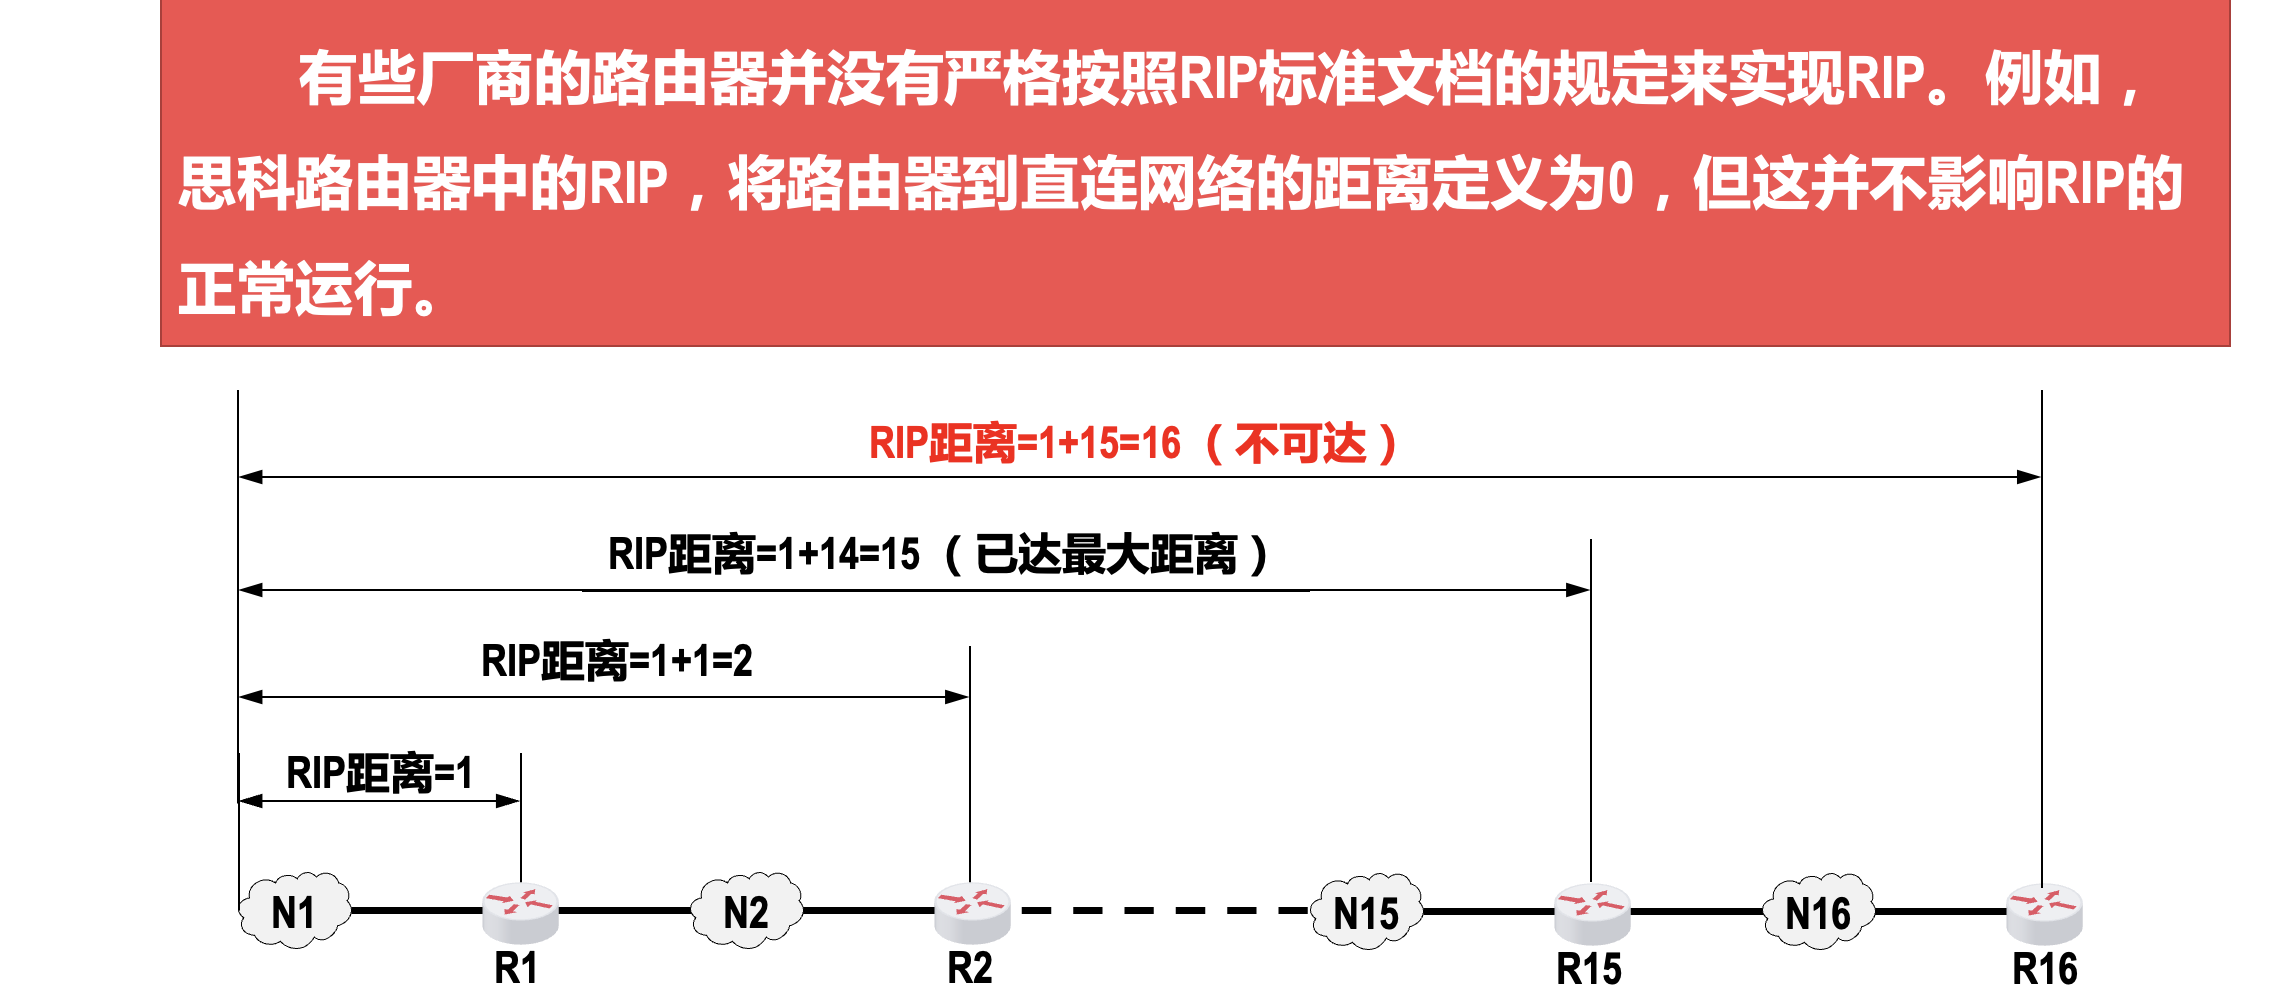 有些厂商的路由器并没有严格按照RIP标准文档的规定来实现RIP。例如，
思科路由器中的RIP，将路由器到直连网络的距离定义为0，但这并不影响RIP的
正常运行。
RIP距离=1+15=16（不可达）
RIP距离=1+14=15（已达最大距离）
RIP距离=1+1=2
RIP距离=1
N1
N2
N15
N16
R1
R2
R15
R16